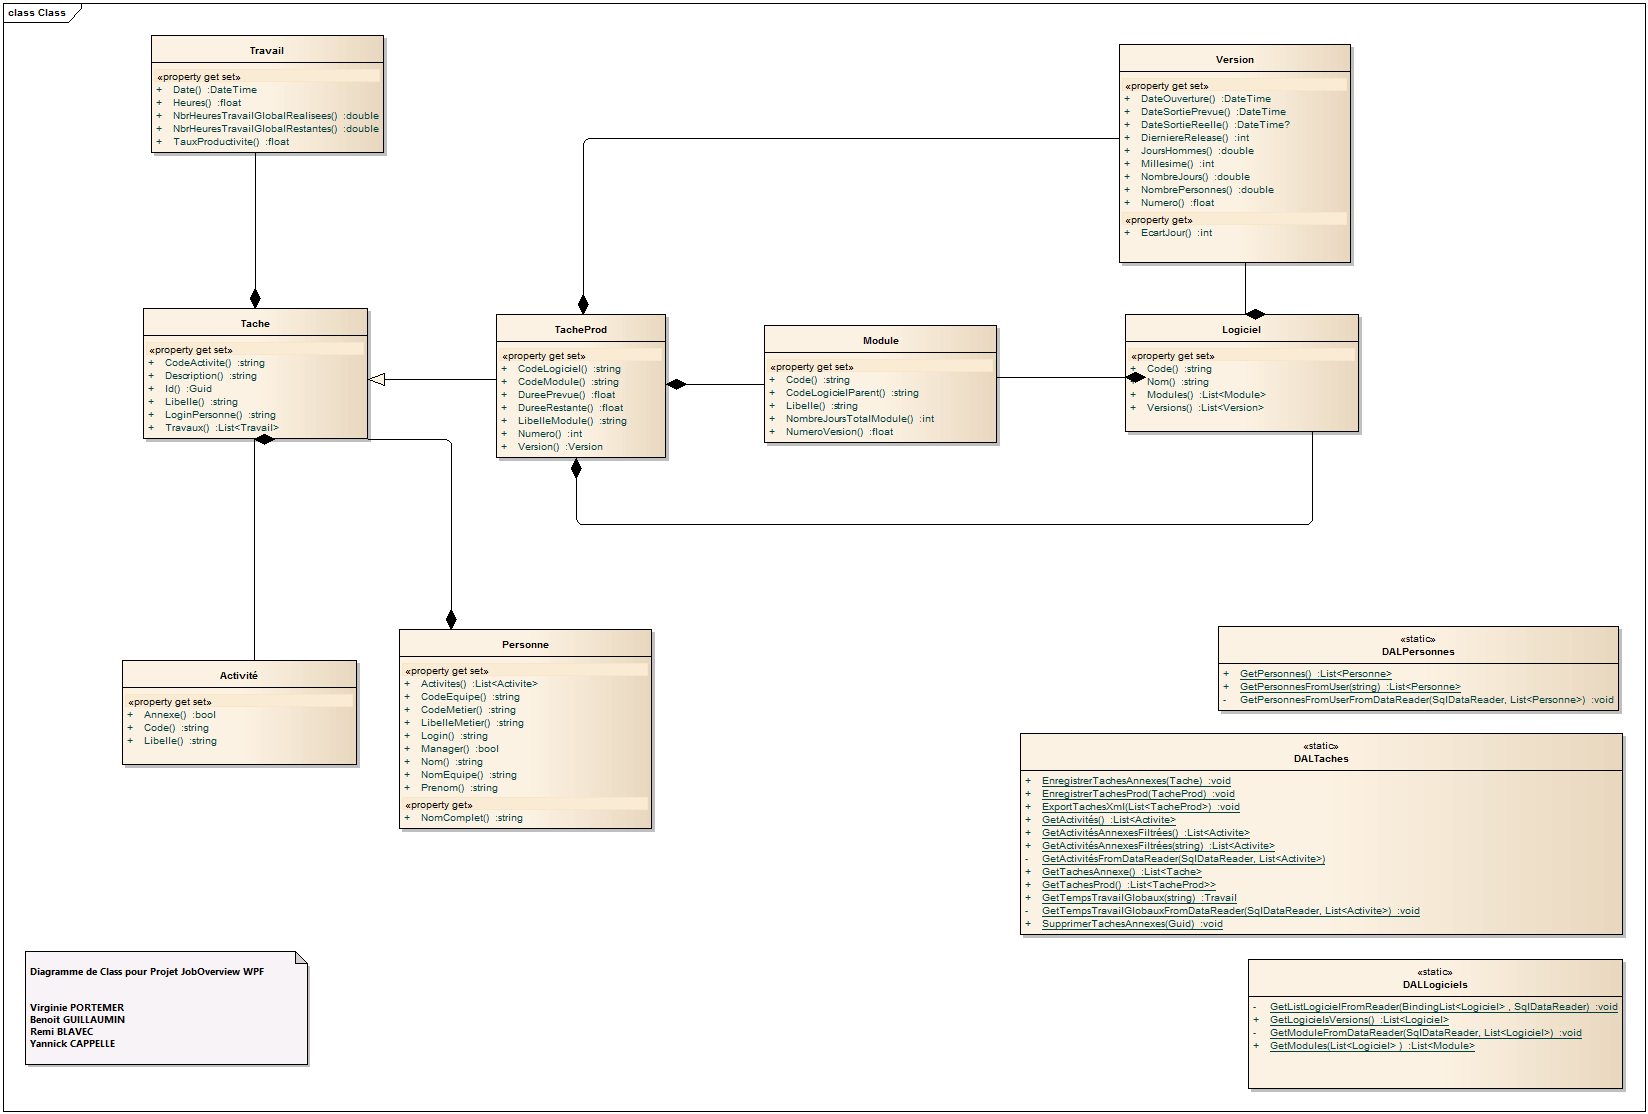 class Class
Travail
«property get set»
+ Date() :DateTime
+ Heures() :float
+ NbrHeuresTravailGlobalRealisees() :double
+ NbrHeuresTravailGlobalRestantes() :double
+ TauxProductivite() :float
Version
«property get set»
+ DateOuverture() :DateTime
+ DateSortiePrevue() :DateTime
+ DateSortieReelle() :DateTime?
+ DierniereRelease() :int
+ JoursHommes() :double
+ Millesime() :int
+ NombreJours() :double
+ NombrePersonnes() :double
+ Numero() :float
«property get»
+ EcartJour() :int
Tache
«property get set»
+ CodeActivite() :string
+ Description() :string
+ Id() :Guid
+ Libelle() :string
+ LoginPersonne() :string
+ Travaux() :List<Travail>
TacheProd
«property get set»
+ CodeLogiciel() :string
+ CodeModule() :string
+ DureePrevue() :float
+ DureeRestante() :float
+ LibelleModule() :string
+ Numero() :int
+ Version() :Version
Module
«property get set»
+ Code() :string
+ CodeLogicielParent() :string
+ Libelle() :string
+ NombreJoursTotalModule() :int
+ NumeroVersion() :float
Logiciel
«property get set»
+ Code() :string
Nom() :string
+ Modules() :List<Module>
+ Versions() :List<Version>
Activité
«property get set»
+ Annexe() :bool
+ Code() :string
+ Libelle() :string
Personne
«property get set»
+ Activites() :List<Activite>
+ CodeEquipe() :string
+ CodeMetier() :string
+ LibelleMetier() :string
+ Login() :string
+ Manager() :bool
+ Nom() :string
+ NomEquipe() :string
+ Prenom() :string
«property get»
+ NomComplet() :string
«static»
DALPersonnes
+ GetPersonnes() :List<Personne>
+ GetPersonnesFromUser(string) :List<Personne>
- GetPersonnesFromUserFromDataReader(SqlDataReader, List<Personne>) :void
«static»
DALTaches
+ EnregistrerTachesAnnexes(Tache) :void
+ EnregistrerTachesProd(TacheProd) :void
+ ExportTachesXml(List<TacheProd>) :void
+ GetActivités() :List<Activite>
+ GetActivitésAnnexesFiltrées() :List<Activite>
+ GetActivitésAnnexesFiltrées(string) :List<Activite>
- GetActivitésFromDataReader(SqlDataReader, List<Activite>)
+ GetTachesAnnexe() :List<Tache>
+ GetTachesProd() :List<TacheProd>>
+ GetTempsTravailGlobaux(string) :Travail
- GetTempsTravailGlobauxFromDataReader(SqlDataReader, List<Activite>) :void
+ SupprimerTachesAnnexes(Guid) :void
«static»
DALLogiciels
- GetListLogicielFromReader(BindingList<Logiciel> , SqlDataReader) :void
+ GetLogicielsVersions() :List<Logiciel>
- GetModuleFromDataReader(SqlDataReader, List<Logiciel>) :void
+ GetModules(List<Logiciel> ) :List<Module>
Diagramme de Class pour Projet JobOverview WPF
Virginie PORTEMER
Benoit GUILLAUMIN
Remi BLAVEC
Yannick CAPPELLE